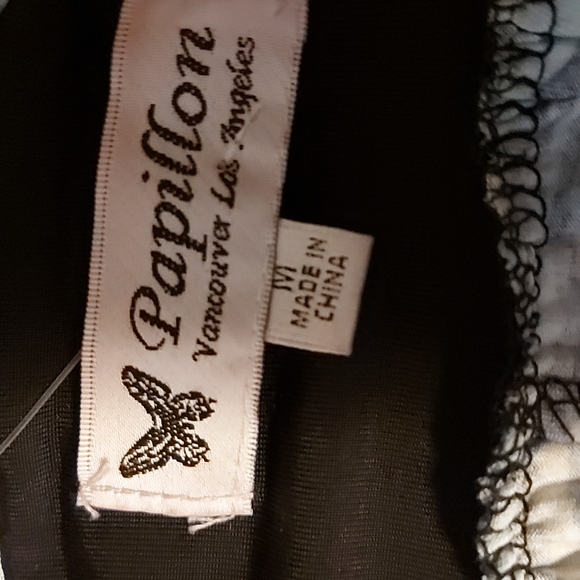 Papillon
Vancouver Los Angeles
M
MADE IN
CHINA